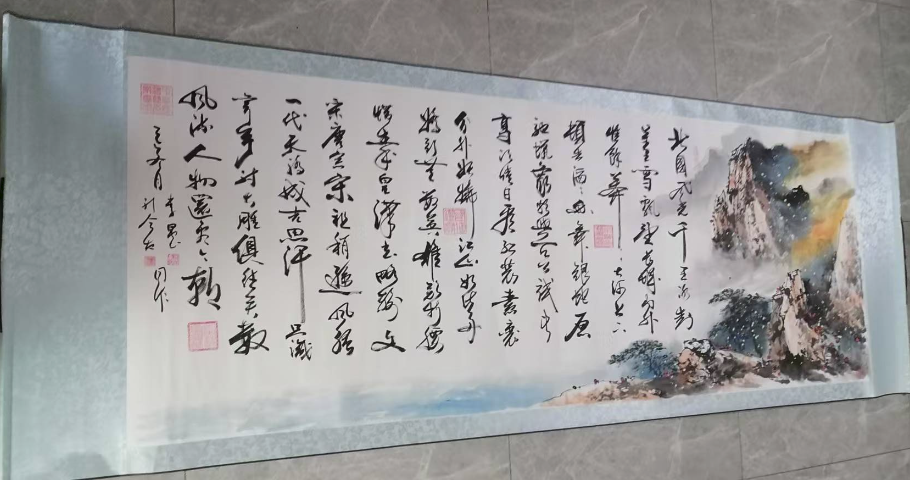 北国风光千里冰封
万里雪飘望长城内外
惟余莽莽大河上下
顿失滔滔山舞银蛇原
驰蜡象欲与天公试比
高须晴日看红装素裹
分外妖娆江山如此多
娇引无数英雄竞折腰
惜秦皇汉武略输文
采唐宗宋祖稍逊风骚
一代天骄成吉思汗只识
弯弓射大雕俱往矣数
风流人物还看今朝